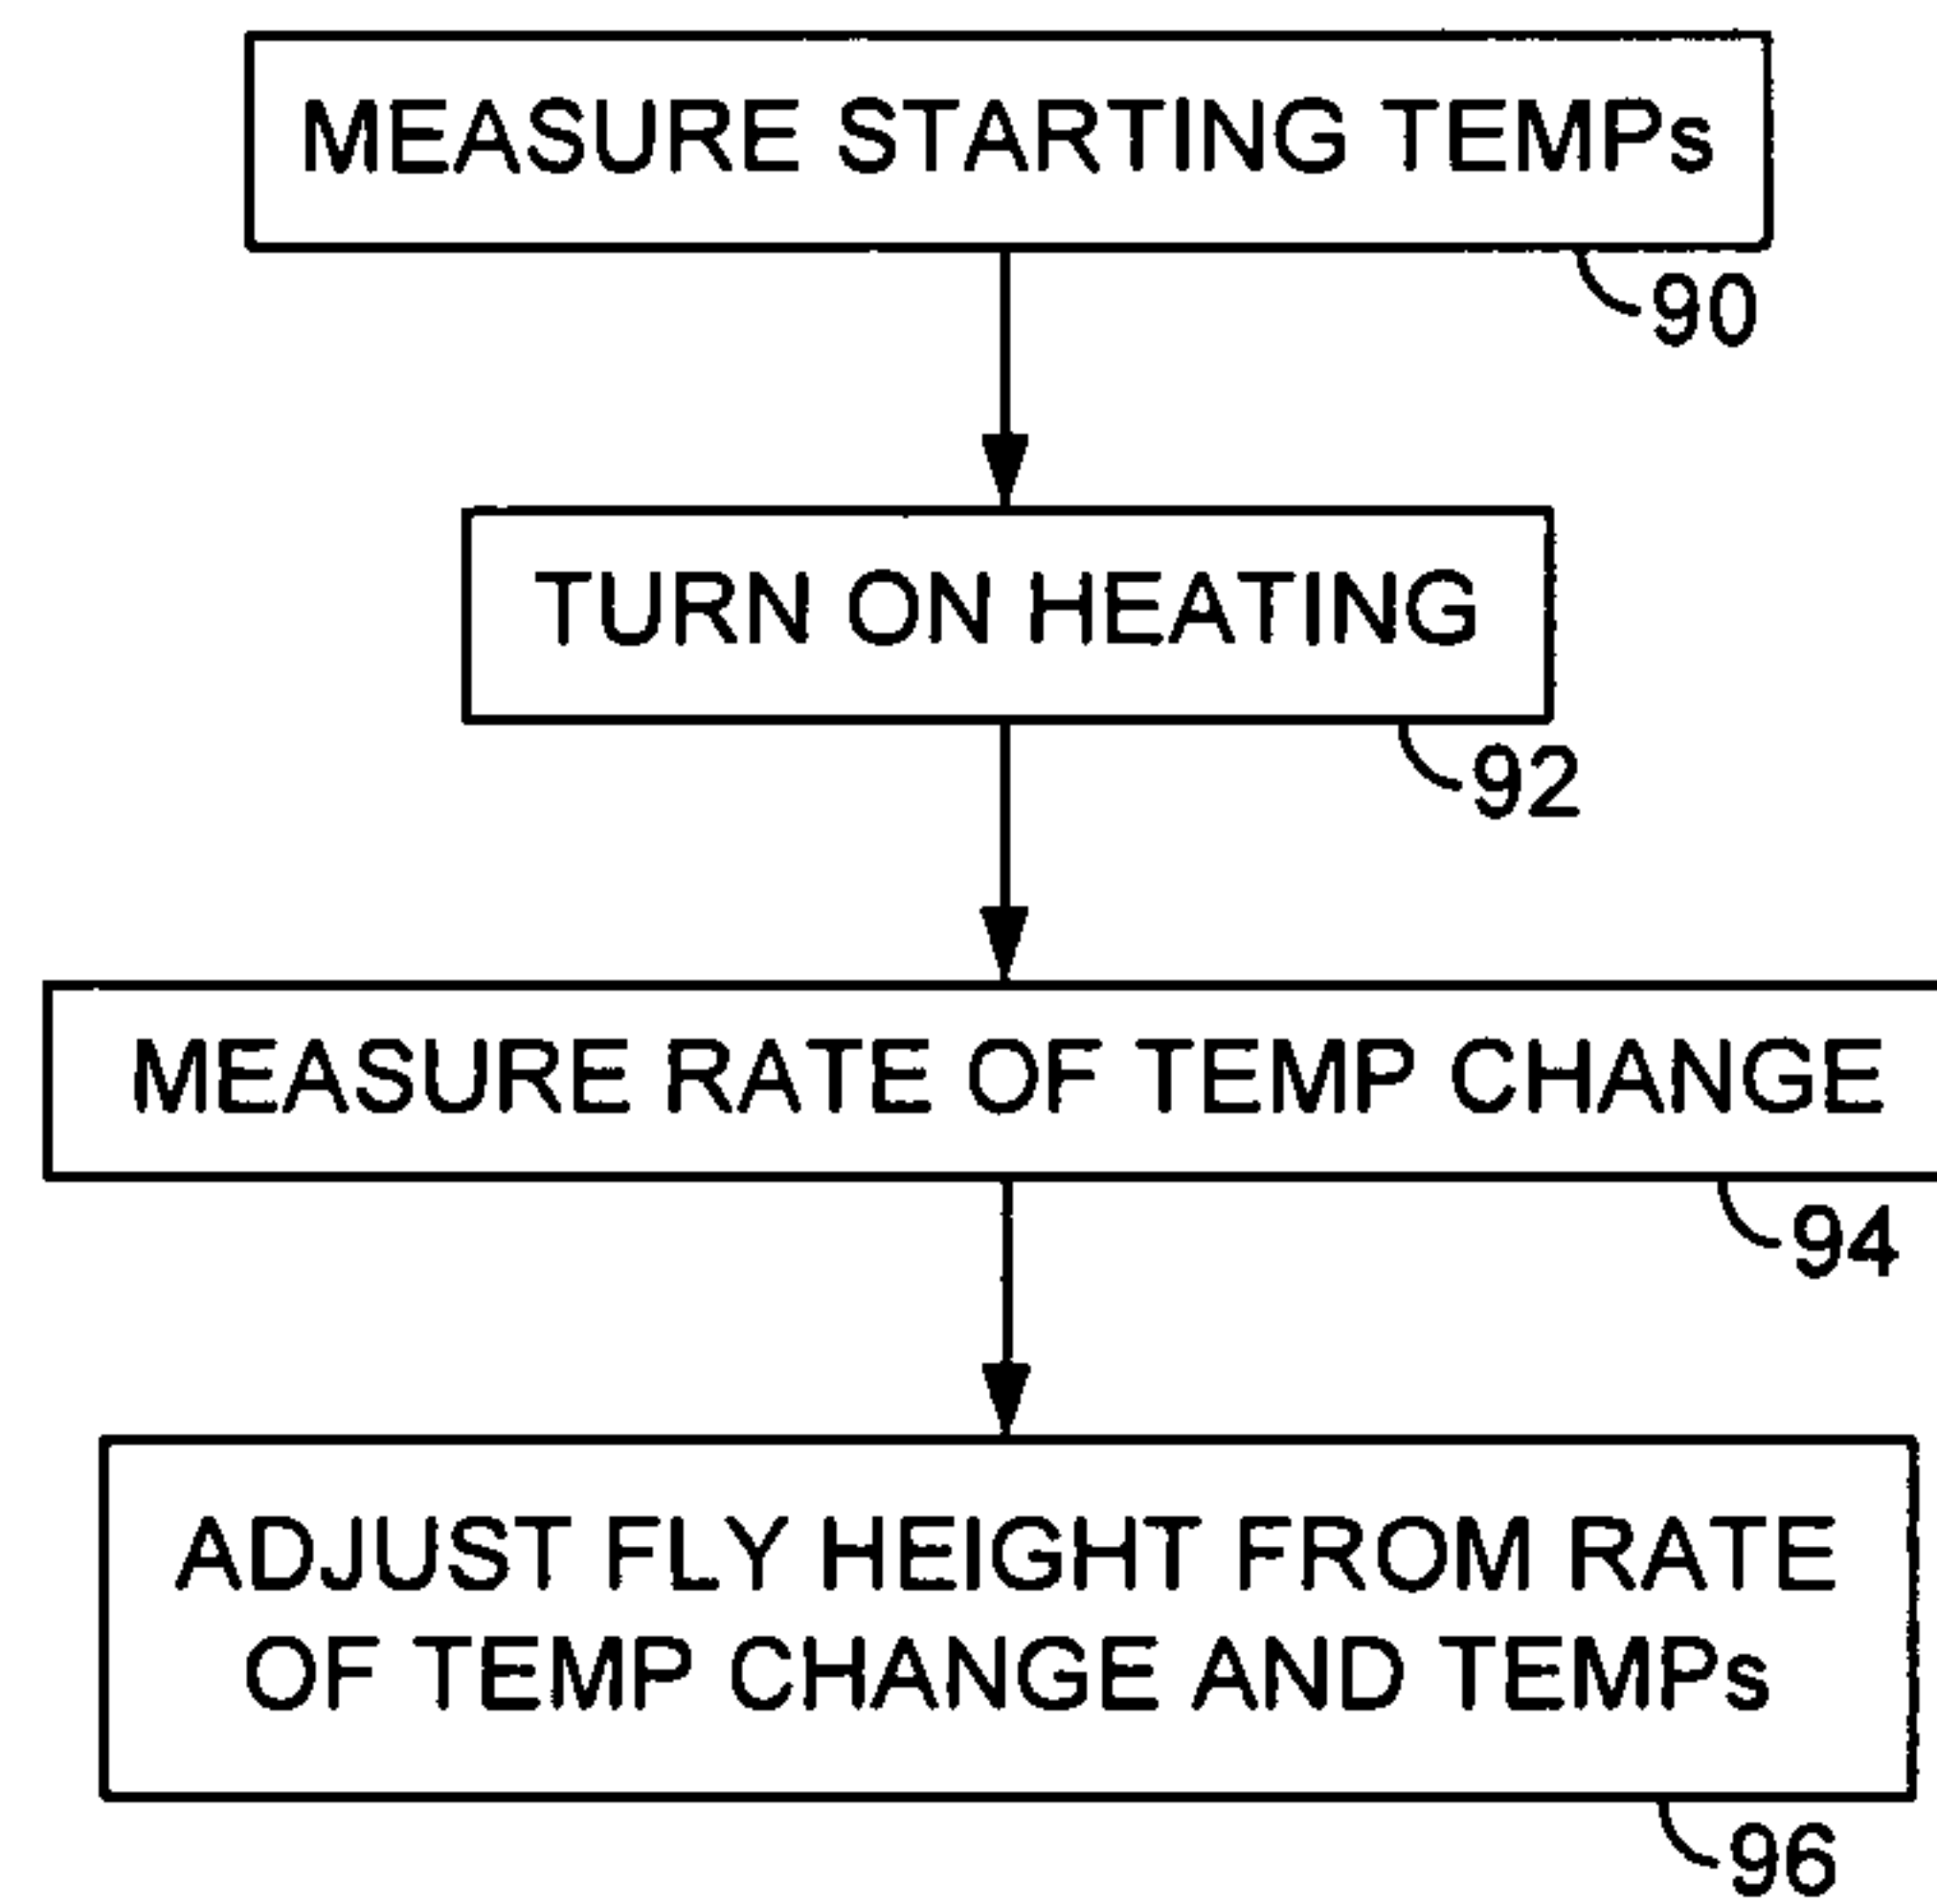 MEASURE STARTING TEMPs
90
TURN ON HEATING
92
MEASURE RATE OF TEMP CHANGE
94
ADJUST FLY HEIGHT FROM RATE
OF TEMP CHANGE AND TEMPs
96